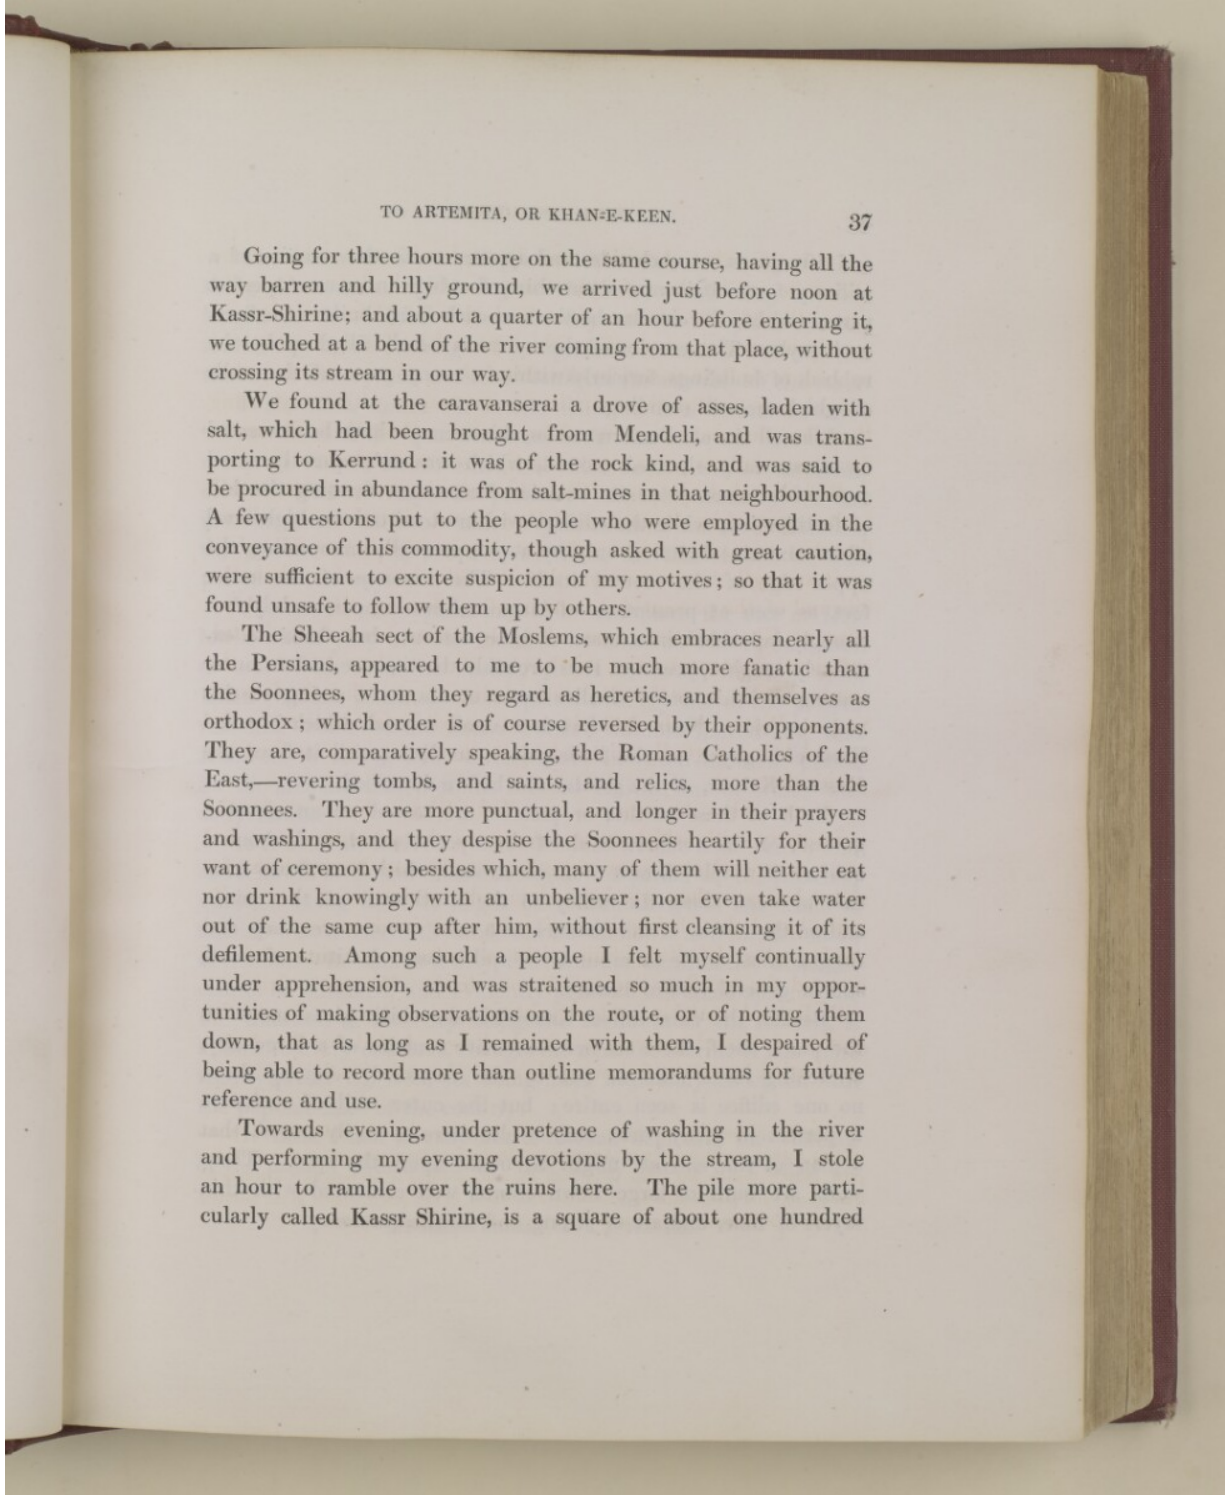 TO ARTEMITA, OR KHAN-E-KEEN.
37
Going for three hours more on the same course, having all the
way barren and hilly ground, we arrived just before noon at
Kassr-Shirine; and about a quarter of an hour before entering it,
we touched at a bend of the river coming from that place, without
crossing its stream in our way.
We found at the caravanserai a drove of asses, laden with
salt, which had been brought from Mendeli, and was trans-
porting to Kerrund: it was of the rock kind, and was said to
be procured in abundance from salt-mines in that neighbourhood.
A few questions put to the people who were employed in the
conveyance of this commodity, though asked with great caution,
were sufficient to excite suspicion of my motives; so that it was
found unsafe to follow them up by others.
The Sheeah sect of the Moslems, which embraces nearly all
the Persians, appeared to me to be much more fanatic than
the Soonnees, whom they regard as heretics, and themselves as
orthodox; which order is of course reversed by their opponents.
They are, comparatively speaking, the Roman Catholics of the
East,—revering tombs, and saints, and relics, more than the
Soonnees. They are more punctual, and longer in their prayers
and washings, and they despise the Soonnees heartily for their
want of ceremony; besides which, many of them will neither eat
nor drink knowingly with an unbeliever; nor even take water
out of the same cup after him, without first cleansing it of its
defilement. Among such a people I felt myself continually
under apprehension, and was straitened so much in my oppor-
tunities of making observations on the route, or of noting them
down, that as long as I remained with them, I despaired of
being able to record more than outline memorandums for future
reference and use.
Towards evening, under pretence of washing in the river
and performing my evening devotions by the stream, I stole
an hour to ramble over the ruins here. The pile more parti-
cularly called Kassr Shirine, is a square of about one hundred